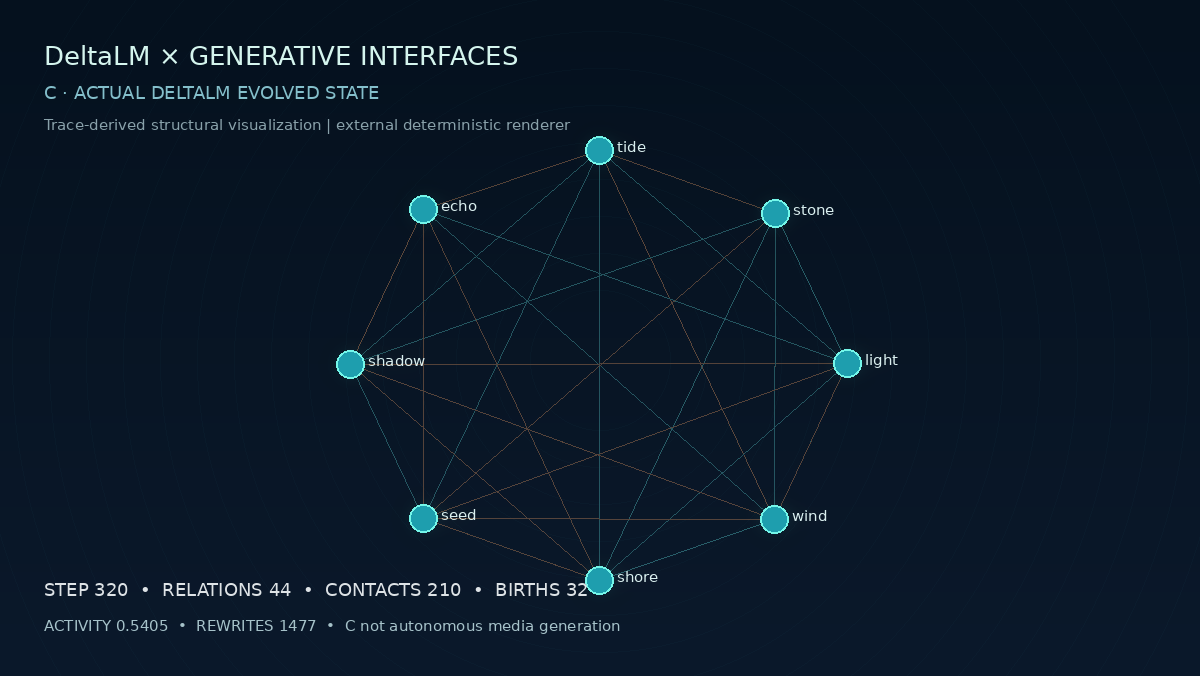 DeltaLM × GENERATIVE INTERFACES
C · ACTUAL DELTALM EVOLVED STATE
Trace-derived structural visualization | external deterministic renderer
tide
echo
stone
shadow
light
seed
wind
shore
STEP 320 • RELATIONS 44 • CONTACTS 210 • BIRTHS 32
ACTIVITY 0.5405 • REWRITES 1477 • C not autonomous media generation